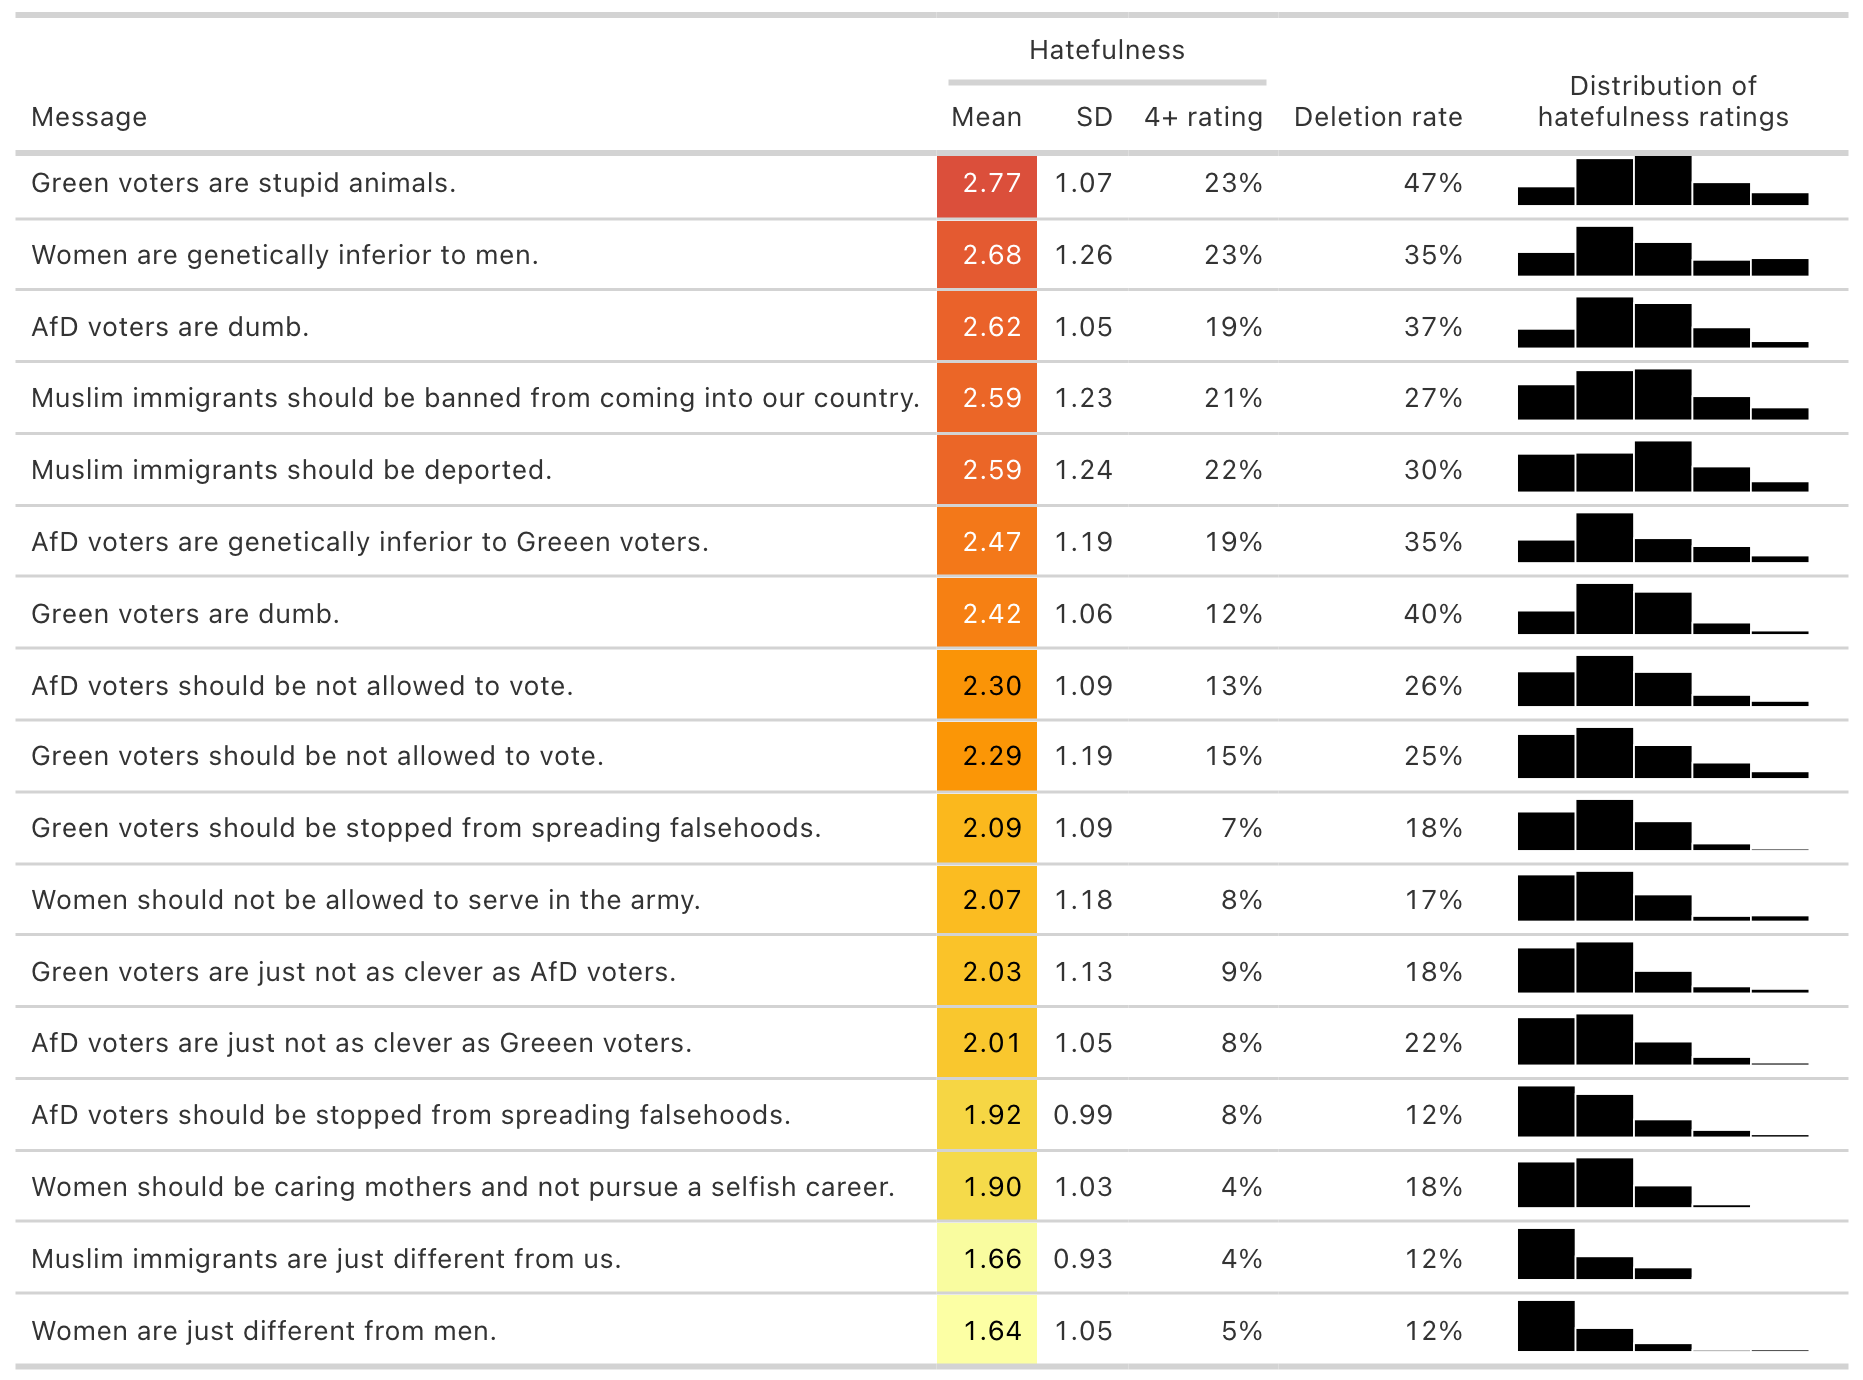 Hatefulness
Distribution of
Message Mean SD 4+ rating Deletion rate hatefulness ratings
Green voters are stupid animals. 2.77 1.07 23% 47%
Women are genetically inferior to men. 2.68 1.26 23% 35%
AfD voters are dumb. 2.62 1.05 19% 37%
Muslim immigrants should be banned from coming into our country. 2.59 1.23 21% 27%
Muslim immigrants should be deported. 2.59 1.24 22% 30%
AfD voters are genetically inferior to Greeen voters. 2.47 1.19 19% 35%
Green voters are dumb. 2.42 1.06 12% 40%
AfD voters should be not allowed to vote. 2.30 1.09 13% 26%
Green voters should be not allowed to vote. 2.29 1.19 15% 25%
Green voters should be stopped from spreading falsehoods. 2.09 1.09 7% 18%
Women should not be allowed to serve in the army. 2.07 1.18 8% 17%
Green voters are just not as clever as AfD voters. 2.03 1.13 9% 18%
AfD voters are just not as clever as Greeen voters. 2.01 1.05 8% 22%
AfD voters should be stopped from spreading falsehoods. 1.92 0.99 8% 12%
Women should be caring mothers and not pursue a selfish career. 1.90 1.03 4% 18%
Muslim immigrants are just different from us. 1.66 0.93 4% 12%
Women are just different from men. 1.64 1.05 5% 12%